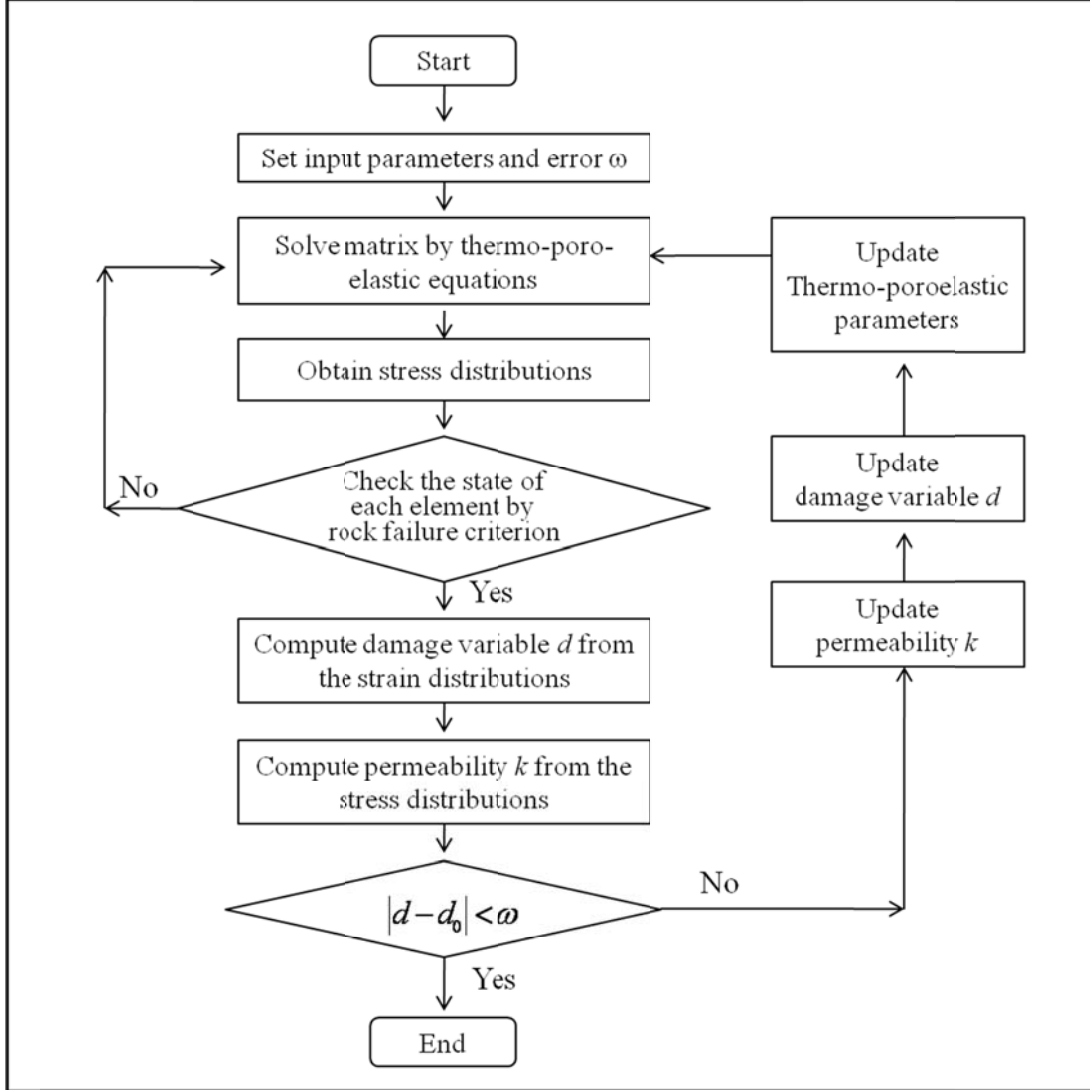 Start
Set input parameters and error ω
Solve matrix by thermo-poro-
elastic equations
Obtain stress distributions
Check the state of
each element by
rock failure criterion
No
Yes
Compute damage variable d from
the strain distributions
Compute permeability k from the
stress distributions
|d−d₀|<ω
No
Yes
End
Update
permeability k
Update
damage variable d
Update
Thermo-poroelastic
parameters